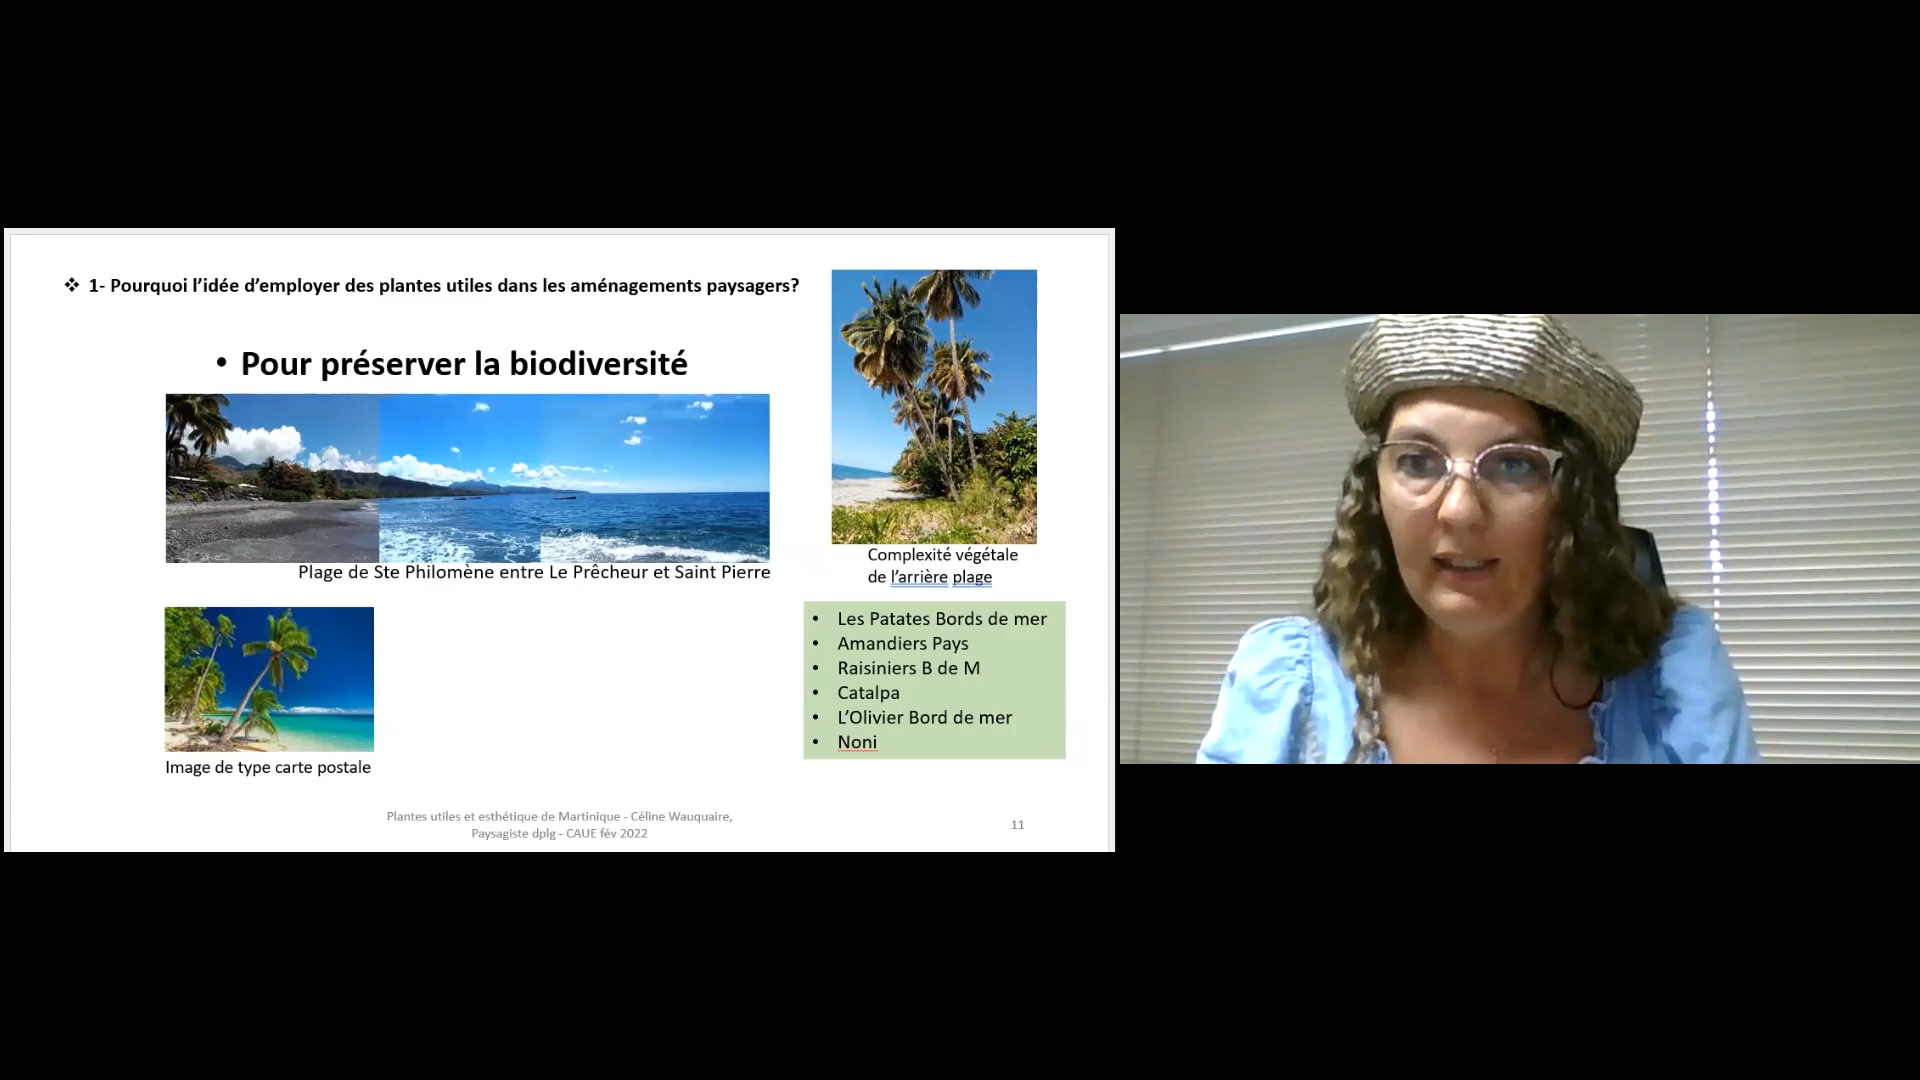 ❖ 1- Pourquoi l’idée d’employer des plantes utiles dans les aménagements paysagers?
• Pour préserver la biodiversité
Plage de Ste Philomène entre Le Prêcheur et Saint Pierre
Complexité végétale
de l’arrière plage
• Les Patates Bords de mer
• Amandiers Pays
• Raisiniers B de M
• Catalpa
• L’Olivier Bord de mer
• Noni
Image de type carte postale
Plantes utiles et esthétique de Martinique - Céline Wauquaire,
Paysagiste dplg - CAUE fév 2022
11